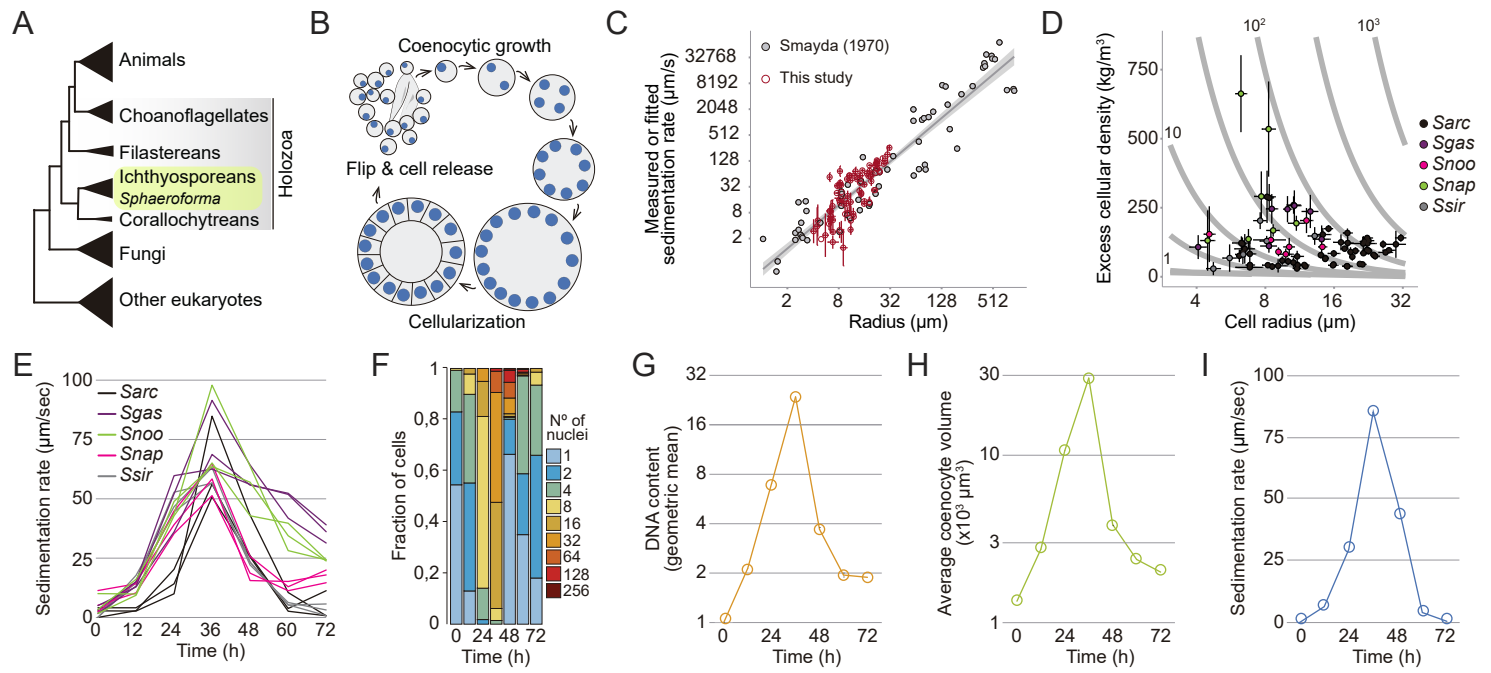 A
Animals
Choanoflagellates
Filastereans
Ichthyosporeans
Sphaeroforma
Corallochytreans
Fungi
Other eukaryotes
Holozoa
B
Coenocytic growth
Flip & cell release
Cellularization
C
Measured or fitted
sedimentation rate (µm/s)
32768
8192
2048
512
128
32
8
2
Smayda (1970)
This study
2
8
32
128
512
Radius (µm)
D
Excess cellular density (kg/m³)
750
500
250
0
10²
10³
10
1
4
8
16
32
Cell radius (µm)
Sarc
Sgas
Snoo
Snap
Ssir
E
Sedimentation rate (µm/sec)
100
75
50
25
0
Sarc
Sgas
Snoo
Snap
Ssir
0
12
24
36
48
60
72
Time (h)
F
Fraction of cells
1
0,8
0,6
0,4
0,2
0
0
24
48
72
Time (h)
Nº of
nuclei
1
2
4
8
16
32
64
128
256
G
DNA content
(geometric mean)
32
16
8
4
2
1
0
24
48
72
Time (h)
H
Average coenocyte volume
(x10³ µm³)
30
10
3
1
0
24
48
72
Time (h)
I
Sedimentation rate (µm/sec)
100
75
50
25
0
0
24
48
72
Time (h)